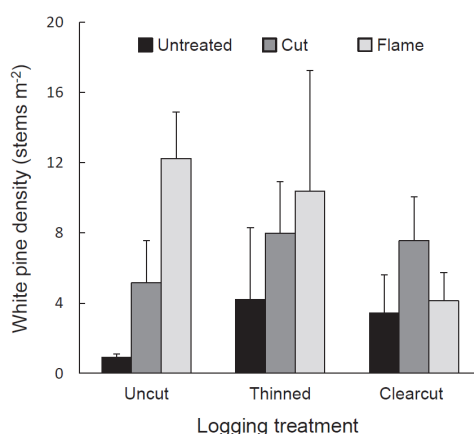 Untreated Cut Flame
White pine density (stems m⁻²)
20
16
12
8
4
0
Uncut Thinned Clearcut
Logging treatment